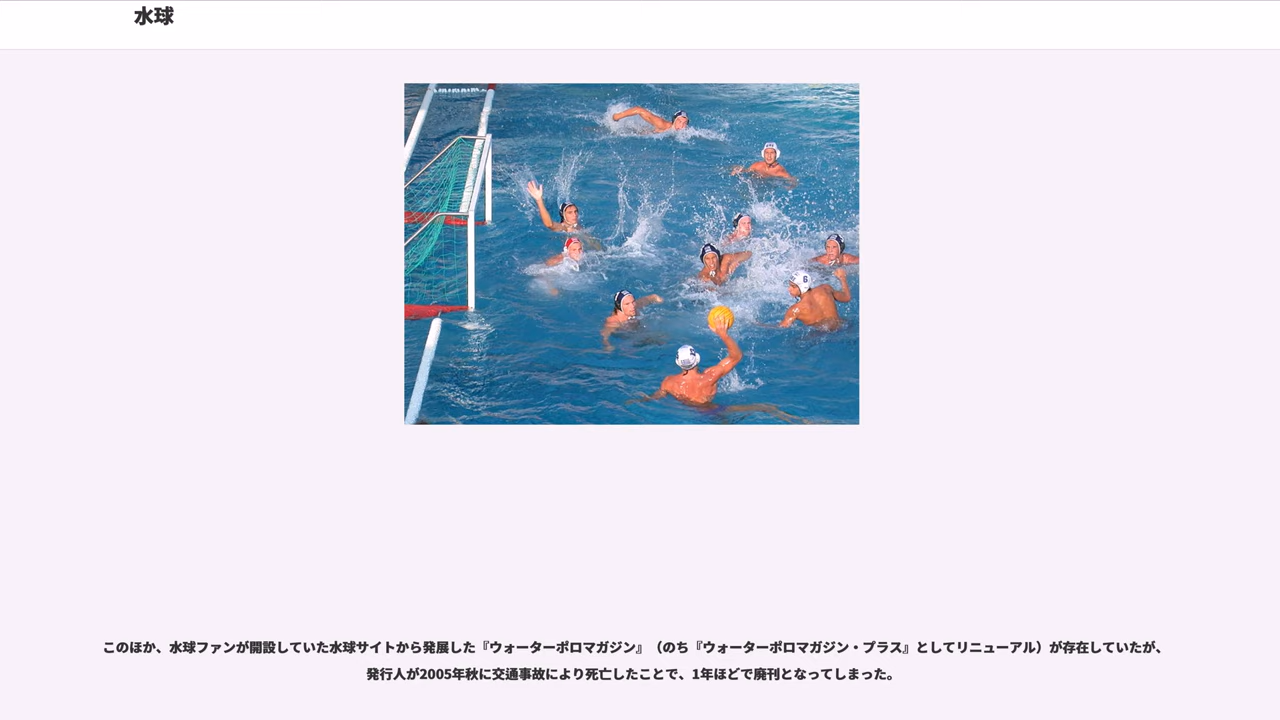 水球
このほか、水球ファンが開設していた水球サイトから発展した『ウォーターポロマガジン』（のち『ウォーターポロマガジン・プラス』としてリニューアル）が存在していたが、
発行人が2005年秋に交通事故により死亡したことで、1年ほどで廃刊となってしまった。